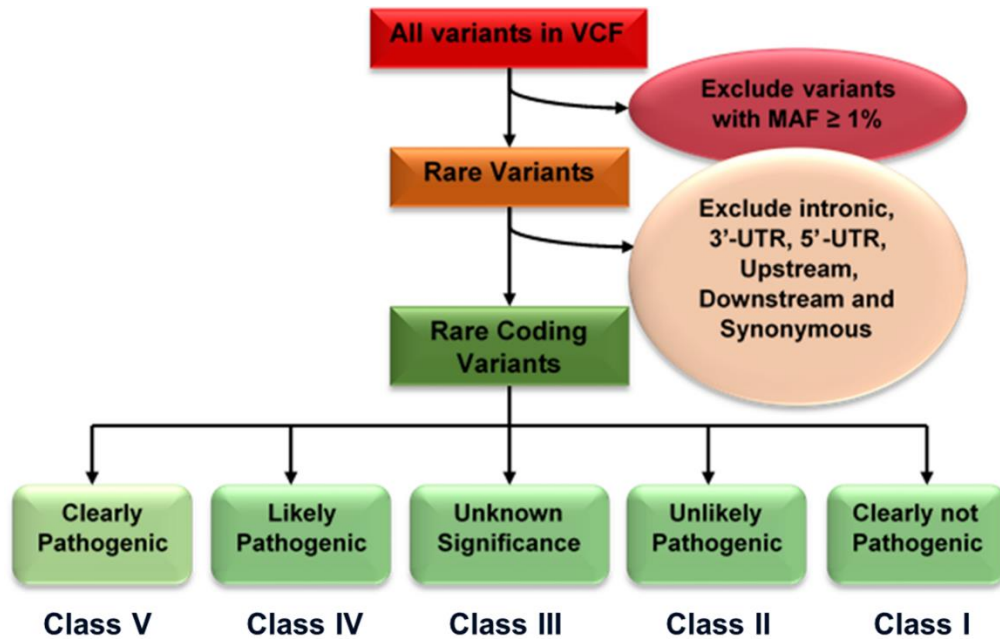 All variants in VCF
Exclude variants
with MAF ≥ 1%
Rare Variants
Exclude intronic,
3’-UTR, 5’-UTR,
Upstream,
Downstream and
Synonymous
Rare Coding
Variants
Clearly
Pathogenic
Likely
Pathogenic
Unknown
Significance
Unlikely
Pathogenic
Clearly not
Pathogenic
Class V
Class IV
Class III
Class II
Class I